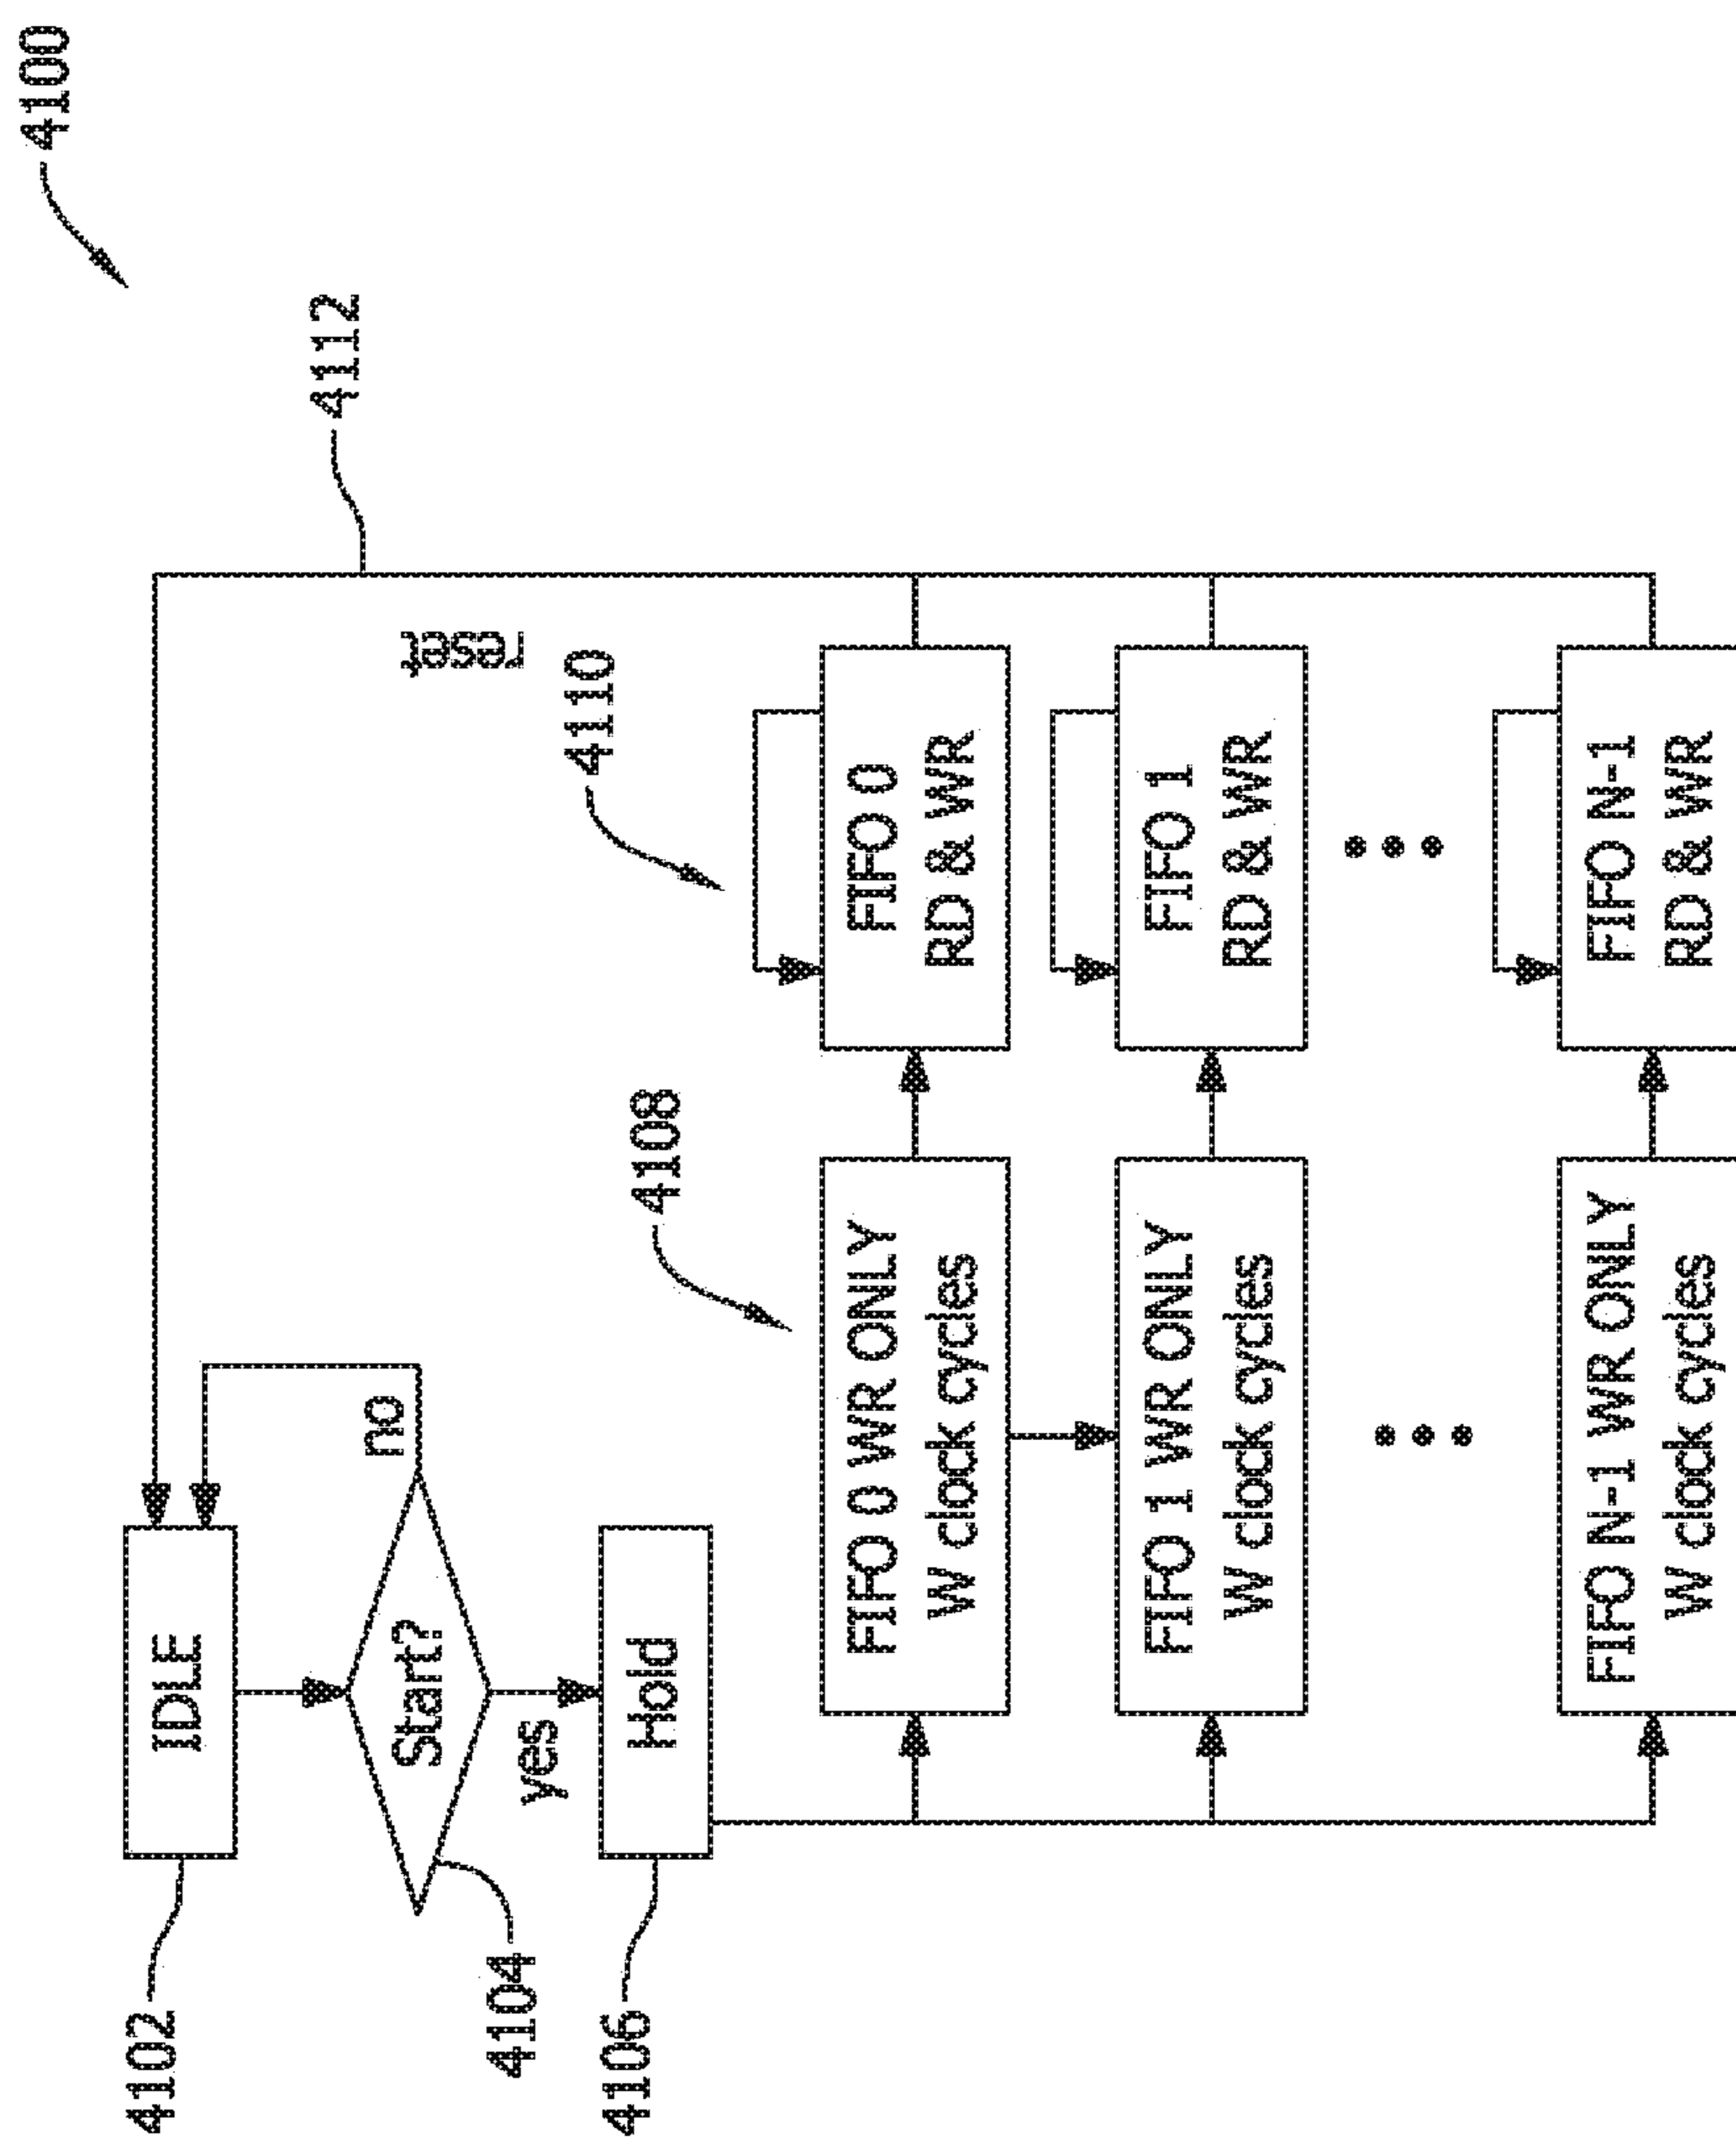 4100
4102
IDLE
4104
Start?
no
yes
4106
Hold
4112
reset
4108
4110
FIFO 0 WR ONLY
W clock cycles
FIFO 0
RD & WR
FIFO 1 WR ONLY
W clock cycles
FIFO 1
RD & WR
FIFO N-1 WR ONLY
W clock cycles
FIFO N-1
RD & WR